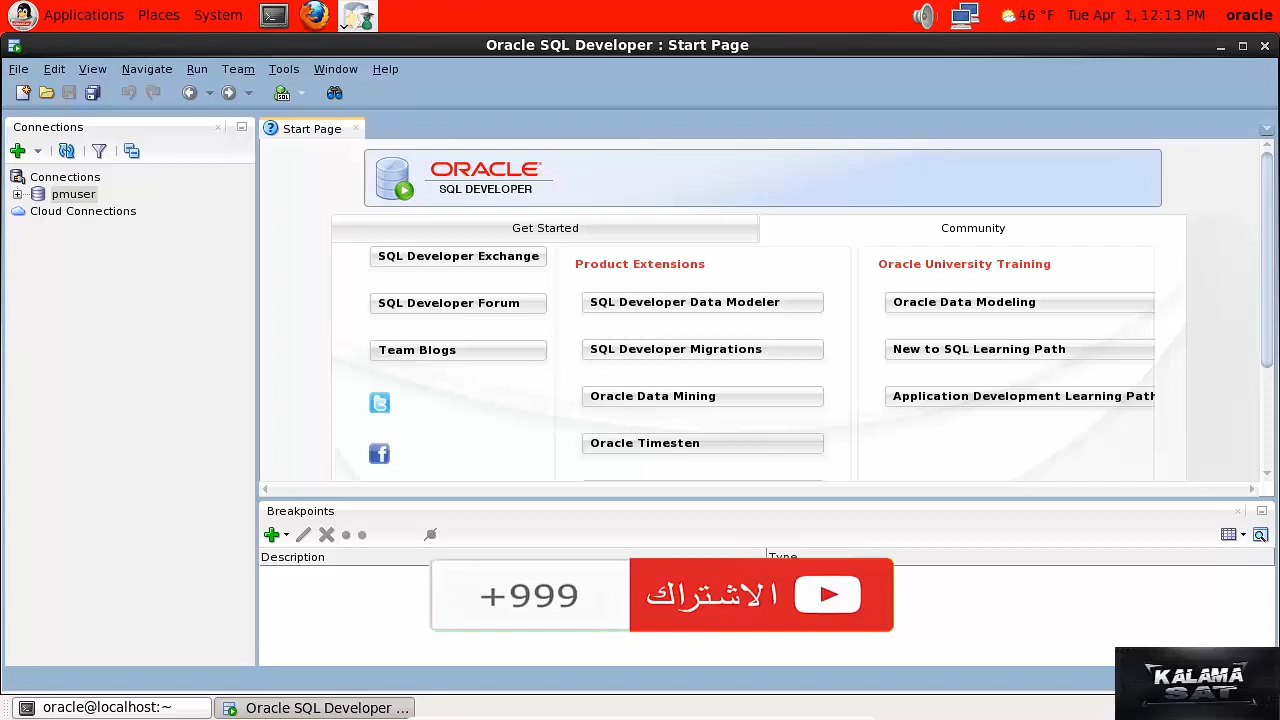 Applications Places System 46 °F Tue Apr 1, 12:13 PM oracle
Oracle SQL Developer : Start Page
File Edit View Navigate Run Team Tools Window Help
SQL
Connections
Start Page
Connections
pmuser
Cloud Connections
ORACLE
SQL DEVELOPER
Get Started Community
SQL Developer Exchange
SQL Developer Forum
Team Blogs
Product Extensions
SQL Developer Data Modeler
SQL Developer Migrations
Oracle Data Mining
Oracle Timesten
Oracle University Training
Oracle Data Modeling
New to SQL Learning Path
Application Development Learning Path
Breakpoints
Description Type
+999 الاشتراك
KALAMA
SAT
oracle@localhost:~ Oracle SQL Developer ...